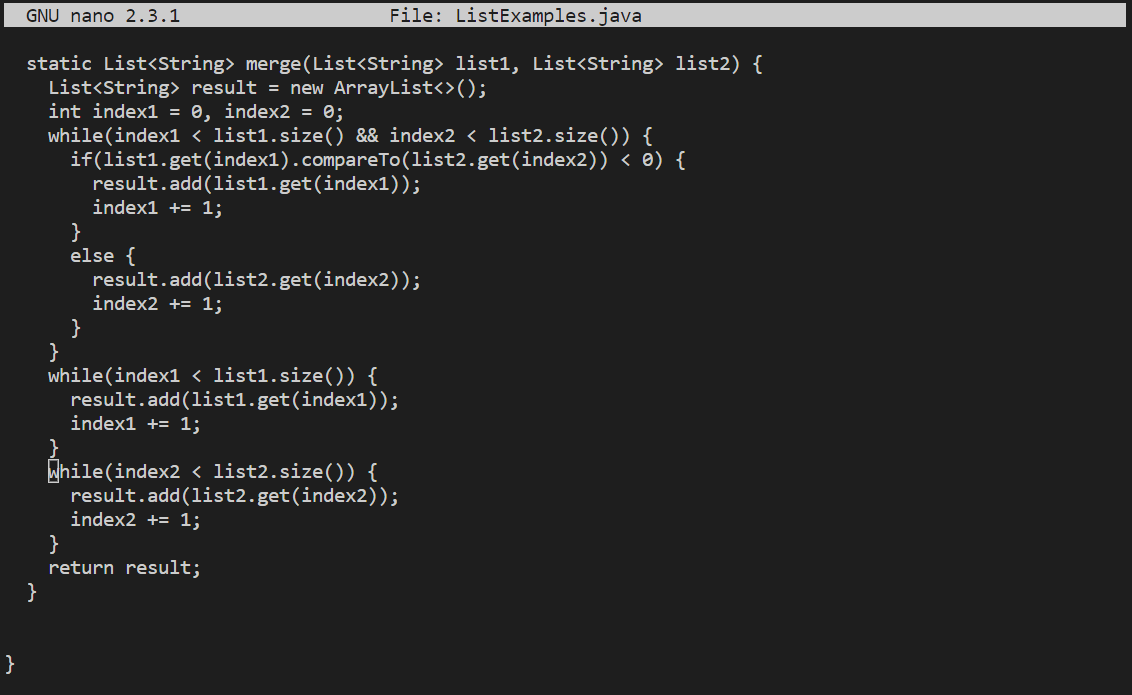 GNU nano 2.3.1 File: ListExamples.java
static List<String> merge(List<String> list1, List<String> list2) {
List<String> result = new ArrayList<>();
int index1 = 0, index2 = 0;
while(index1 < list1.size() && index2 < list2.size()) {
if(list1.get(index1).compareTo(list2.get(index2)) < 0) {
result.add(list1.get(index1));
index1 += 1;
}
else {
result.add(list2.get(index2));
index2 += 1;
}
}
while(index1 < list1.size()) {
result.add(list1.get(index1));
index1 += 1;
}
while(index2 < list2.size()) {
result.add(list2.get(index2));
index2 += 1;
}
return result;
}
}